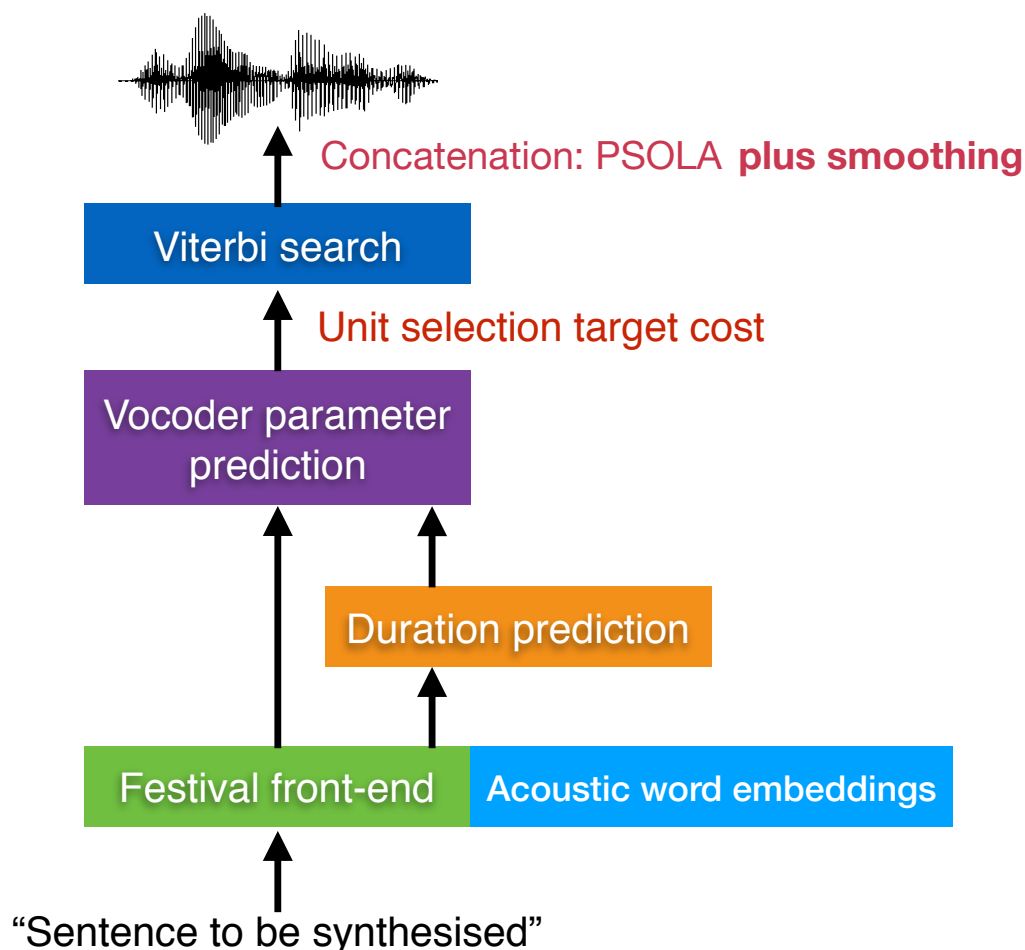 Concatenation: PSOLA plus smoothing
Viterbi search
Unit selection target cost
Vocoder parameter
prediction
Duration prediction
Festival front-end
Acoustic word embeddings
“Sentence to be synthesised”